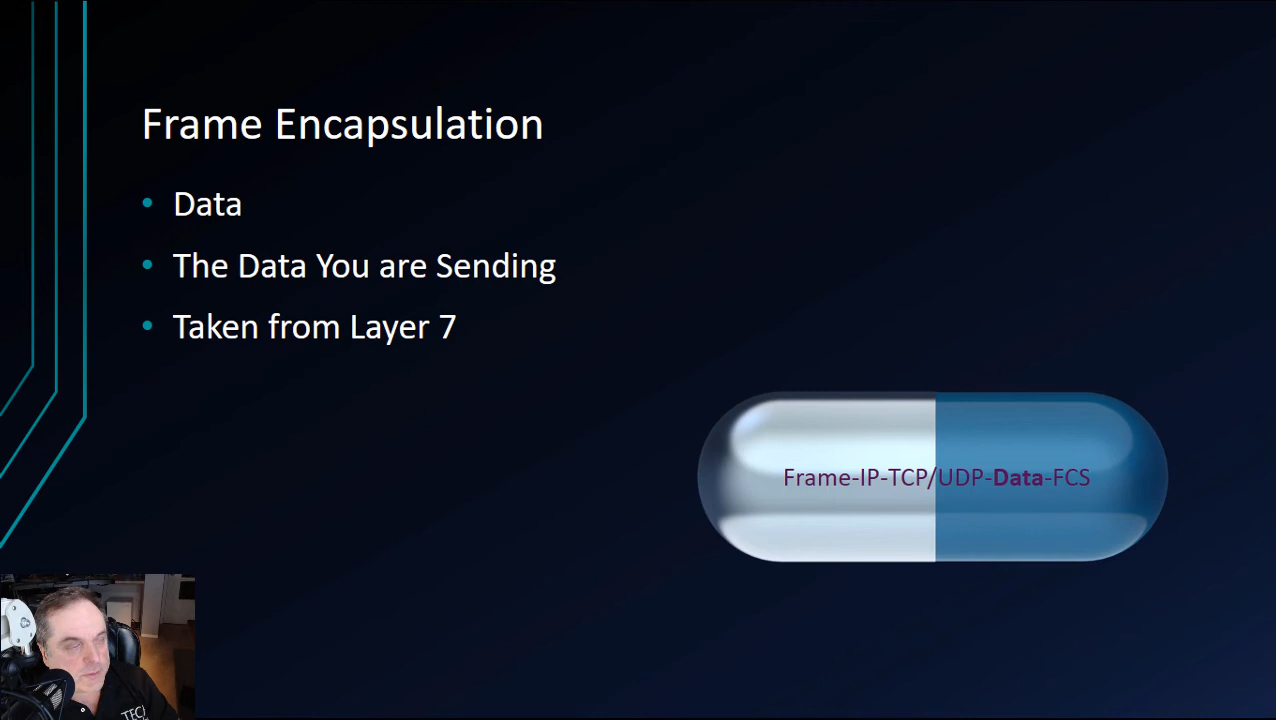 Frame Encapsulation
• Data
• The Data You are Sending
• Taken from Layer 7
Frame-IP-TCP/UDP-Data-FCS